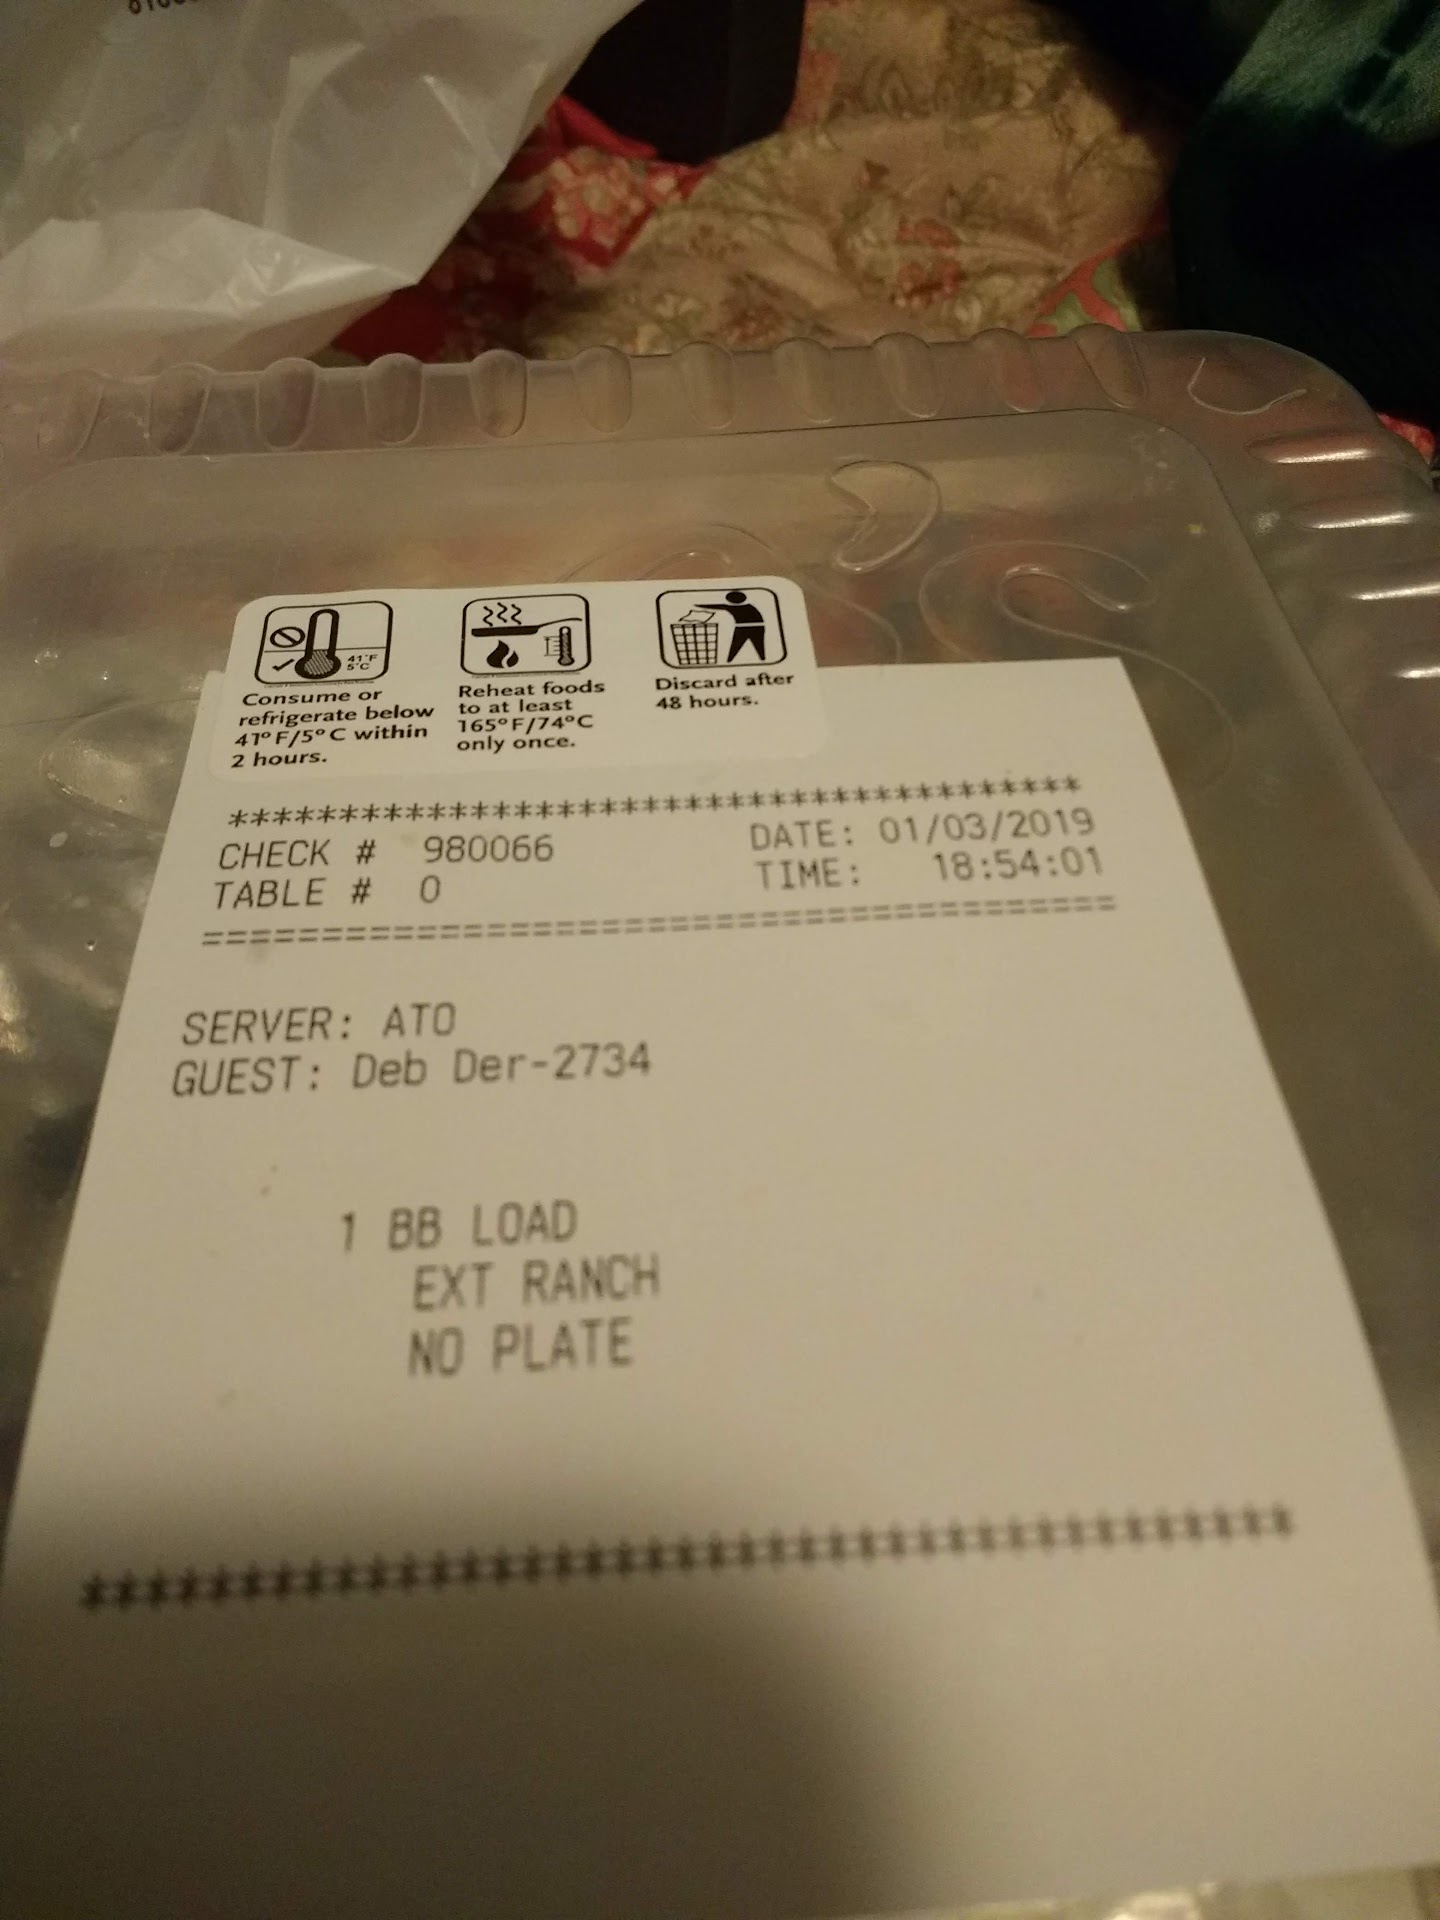 41°F
5°C
Consume or
refrigerate below
41°F/5°C within
2 hours.
Reheat foods
to at least
165°F/74°C
only once.
Discard after
48 hours.
****************************************
CHECK # 980066 DATE: 01/03/2019
TABLE # 0 TIME: 18:54:01
========================================
SERVER: ATO
GUEST: Deb Der-2734
1 BB LOAD
EXT RANCH
NO PLATE
****************************************